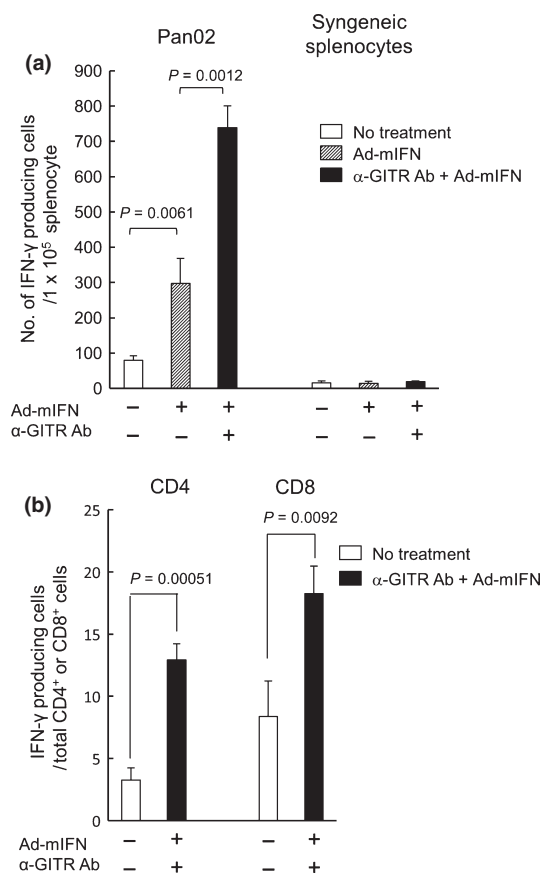 Pan02
Syngeneic
splenocytes
(a)
No. of IFN-γ producing cells
/1 x 10⁵ splenocyte
900
800
700
600
500
400
300
200
100
0
P = 0.0012
P = 0.0061
No treatment
Ad-mIFN
α-GITR Ab + Ad-mIFN
Ad-mIFN – + + – + +
α-GITR Ab – – + – – +
(b)
CD4 CD8
IFN-γ producing cells
/total CD4⁺ or CD8⁺ cells
25
20
15
10
5
0
P = 0.0092
P = 0.00051
No treatment
α-GITR Ab + Ad-mIFN
Ad-mIFN – + – +
α-GITR Ab – + – +